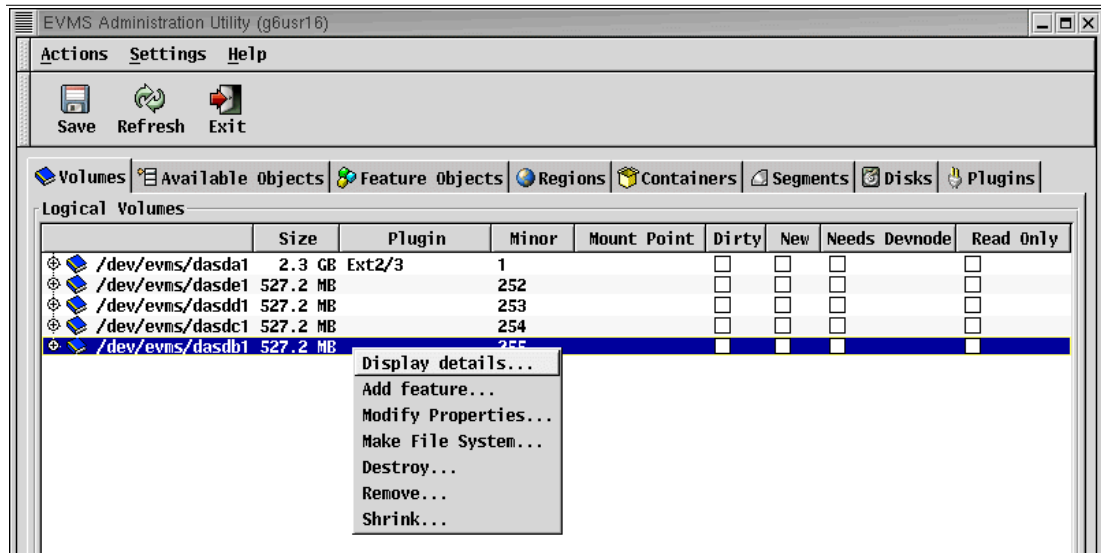 EVMS Administration Utility (g6usr16)
Actions Settings Help
Save Refresh Exit
Volumes Available Objects Feature Objects Regions Containers Segments Disks Plugins
Logical Volumes
Size Plugin Minor Mount Point Dirty New Needs Devnode Read Only
/dev/evms/dasda1 2.3 GB Ext2/3 1
/dev/evms/dasde1 527.2 MB 252
/dev/evms/dasdd1 527.2 MB 253
/dev/evms/dasdc1 527.2 MB 254
/dev/evms/dasdb1 527.2 MB 255
Display details...
Add feature...
Modify Properties...
Make File System...
Destroy...
Remove...
Shrink...